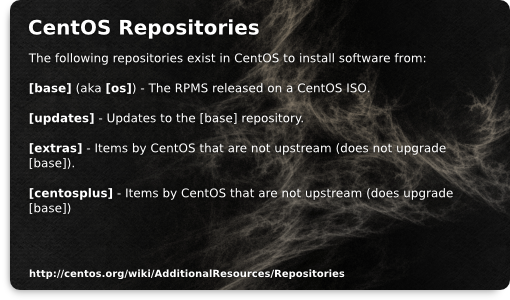 CentOS Repositories
The following repositories exist in CentOS to install software from:
[base] (aka [os]) - The RPMS released on a CentOS ISO.
[updates] - Updates to the [base] repository.
[extras] - Items by CentOS that are not upstream (does not upgrade
[base]).
[centosplus] - Items by CentOS that are not upstream (does upgrade
[base])
http://centos.org/wiki/AdditionalResources/Repositories